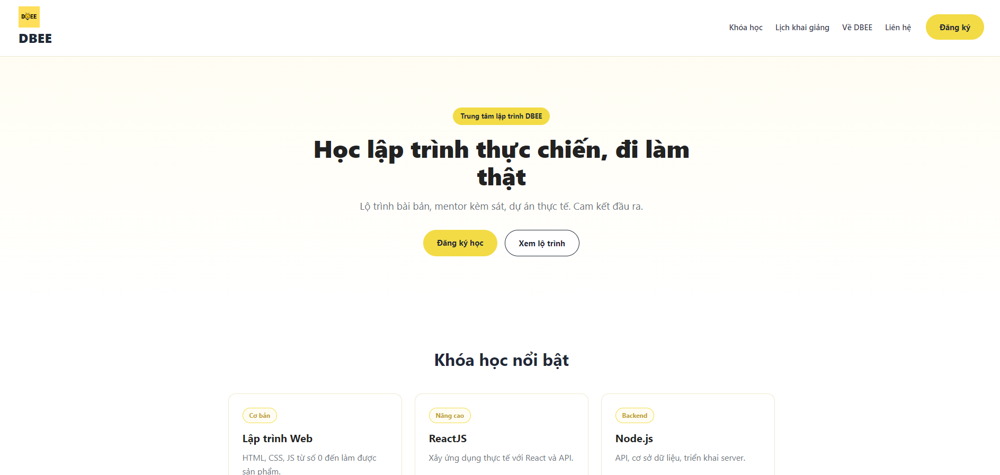 DBEE
DBEE
Khóa học
Lịch khai giảng
Về DBEE
Liên hệ
Đăng ký
Trung tâm lập trình DBEE
Học lập trình thực chiến, đi làm
thật
Lộ trình bài bản, mentor kèm sát, dự án thực tế. Cam kết đầu ra.
Đăng ký học
Xem lộ trình
Khóa học nổi bật
Cơ bản
Lập trình Web
HTML, CSS, JS từ số 0 đến làm được
sản phẩm.
Nâng cao
ReactJS
Xây ứng dụng thực tế với React và API.
Backend
Node.js
API, cơ sở dữ liệu, triển khai server.